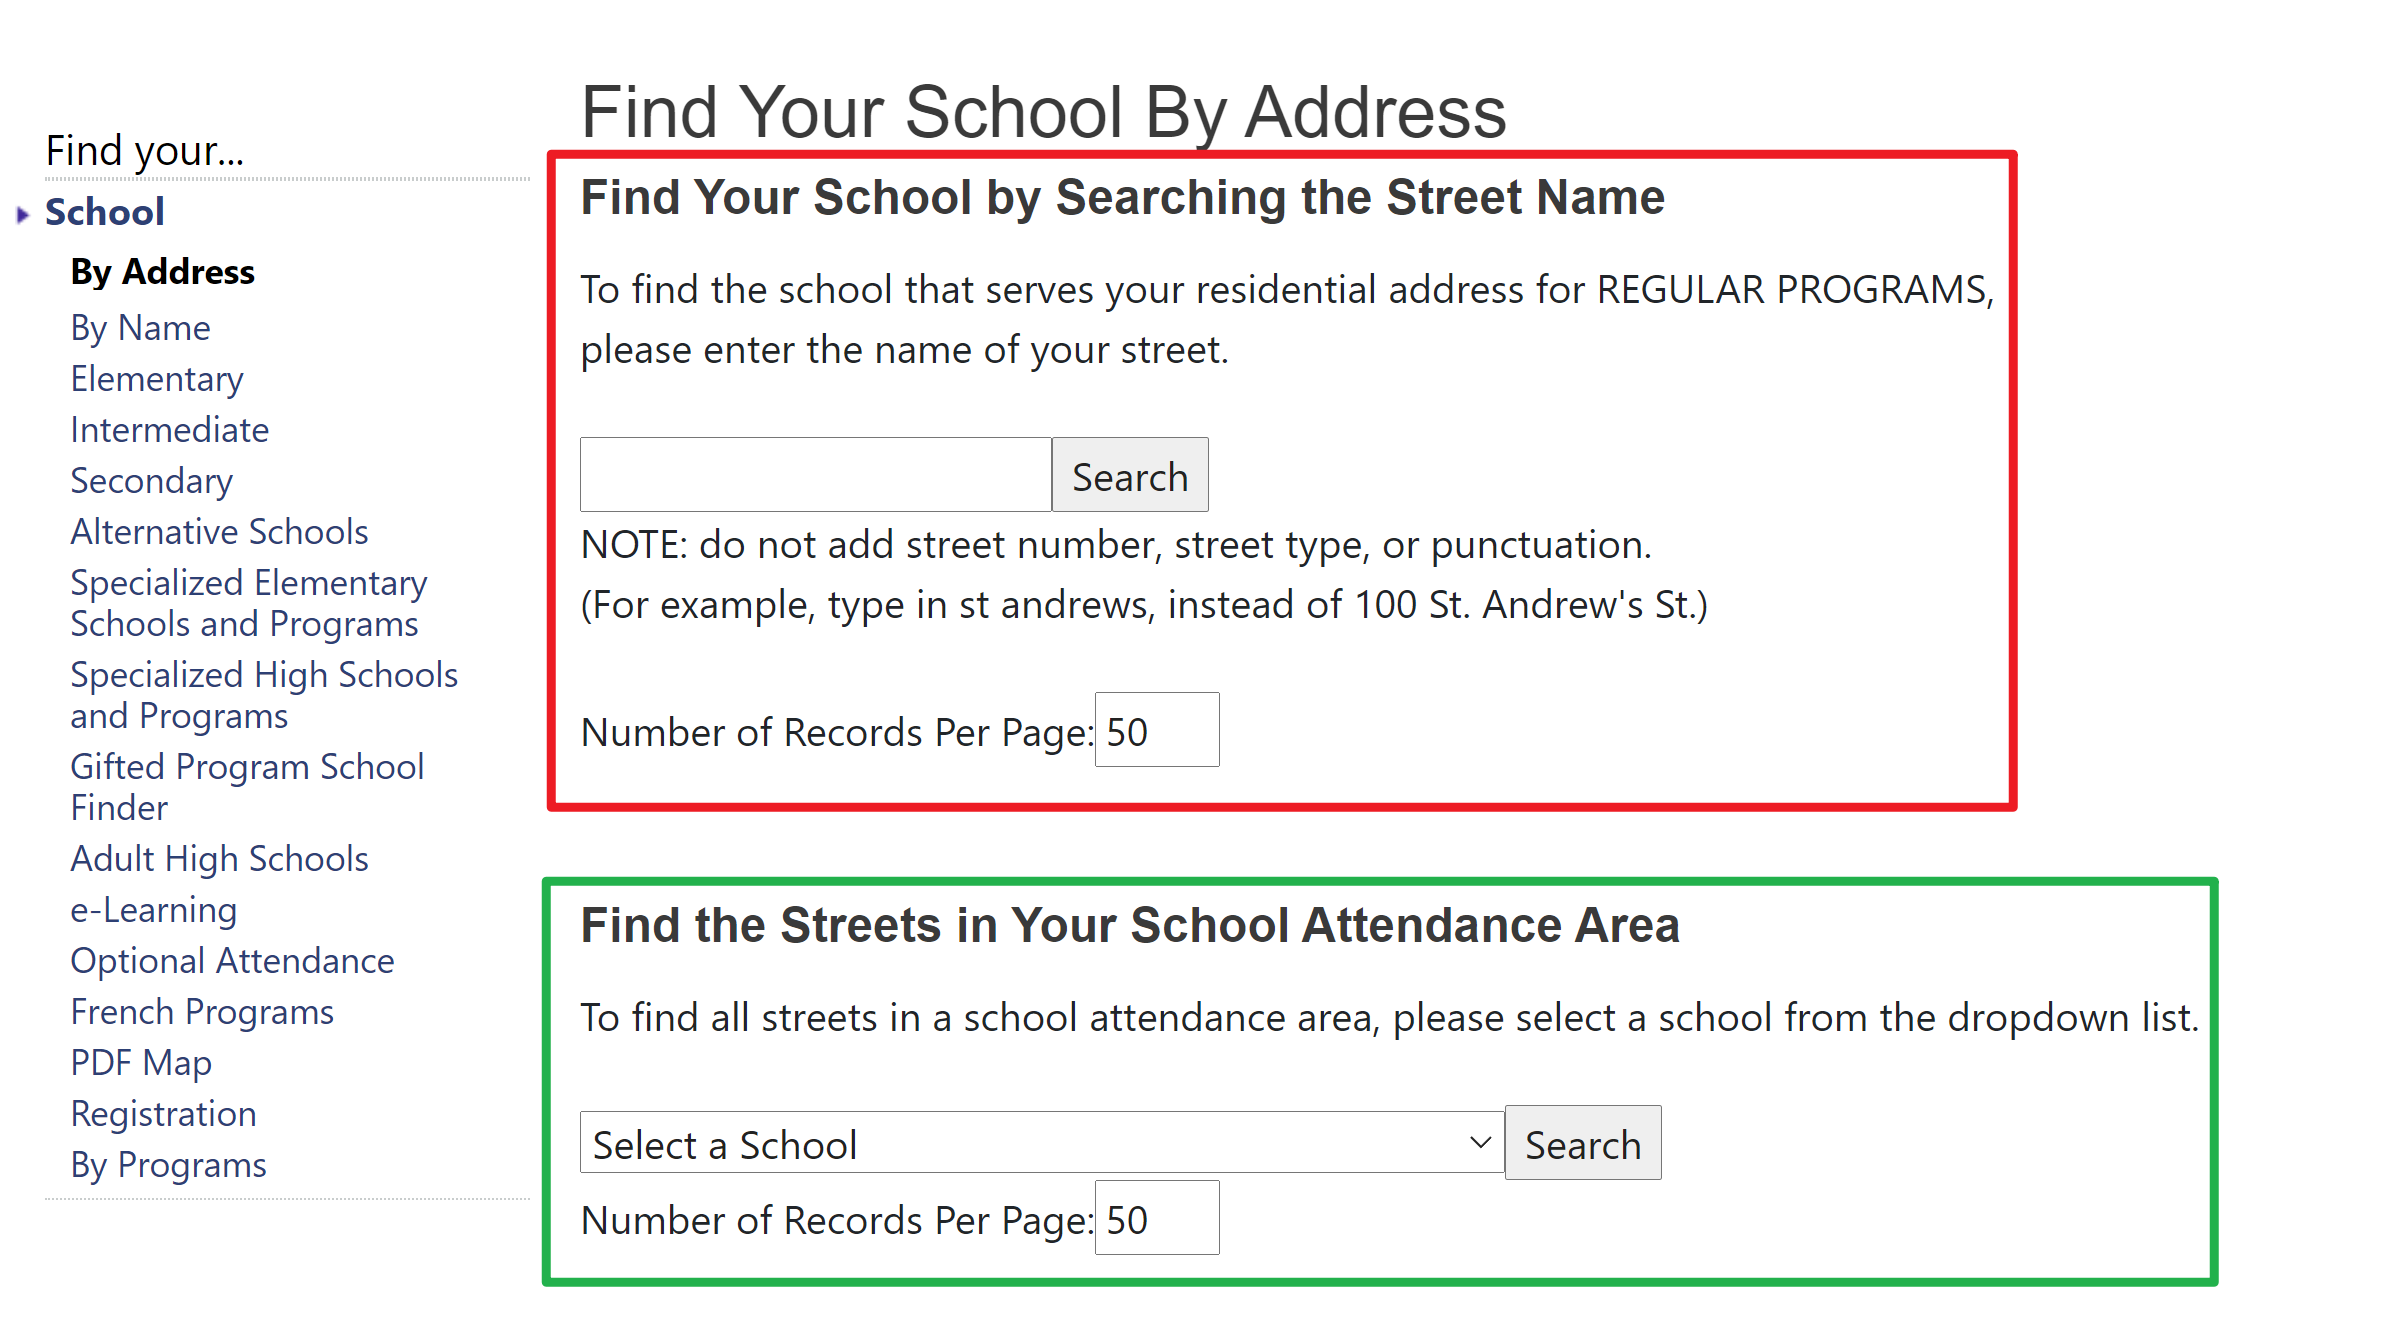 Find your...
School
By Address
By Name
Elementary
Intermediate
Secondary
Alternative Schools
Specialized Elementary
Schools and Programs
Specialized High Schools
and Programs
Gifted Program School
Finder
Adult High Schools
e-Learning
Optional Attendance
French Programs
PDF Map
Registration
By Programs
Find Your School By Address
Find Your School by Searching the Street Name
To find the school that serves your residential address for REGULAR PROGRAMS,
please enter the name of your street.
Search
NOTE: do not add street number, street type, or punctuation.
(For example, type in st andrews, instead of 100 St. Andrew's St.)
Number of Records Per Page: 50
Find the Streets in Your School Attendance Area
To find all streets in a school attendance area, please select a school from the dropdown list.
Select a School Search
Number of Records Per Page: 50